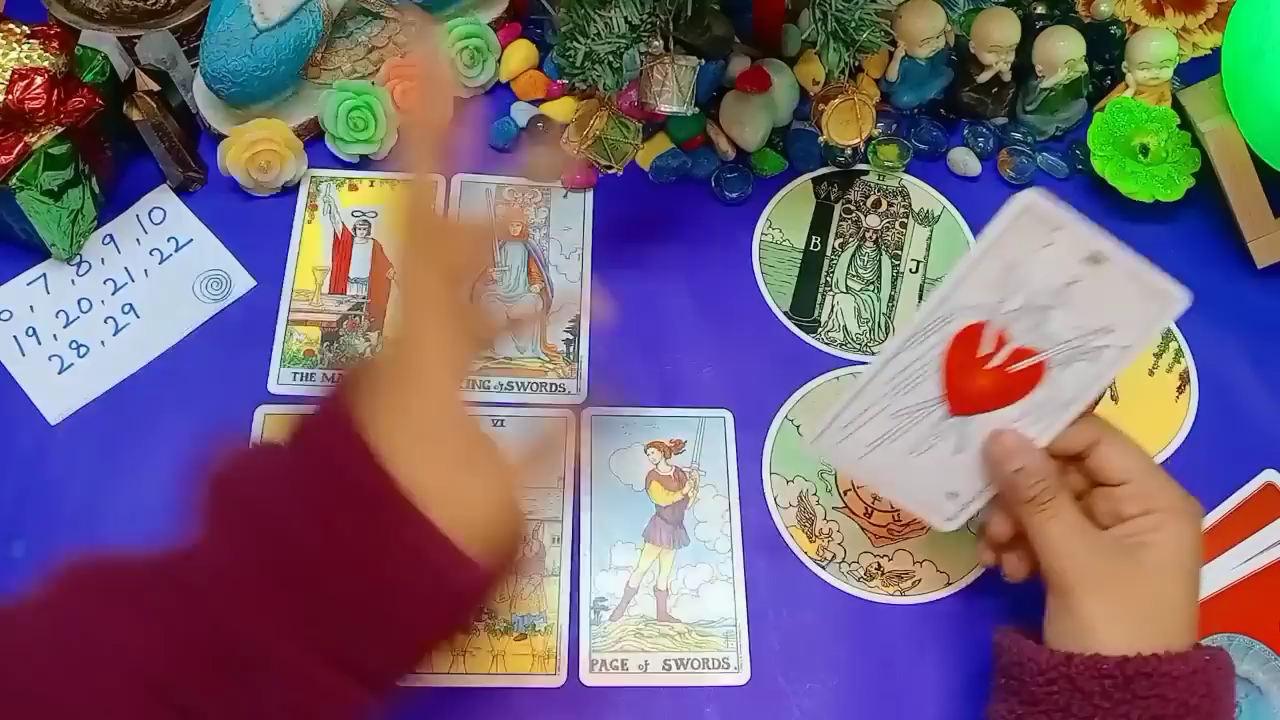 6, 7, 8, 9, 10
19, 20, 21, 22
28, 29
I
THE MA
KING of SWORDS.
VI
PAGE of SWORDS.
B
J